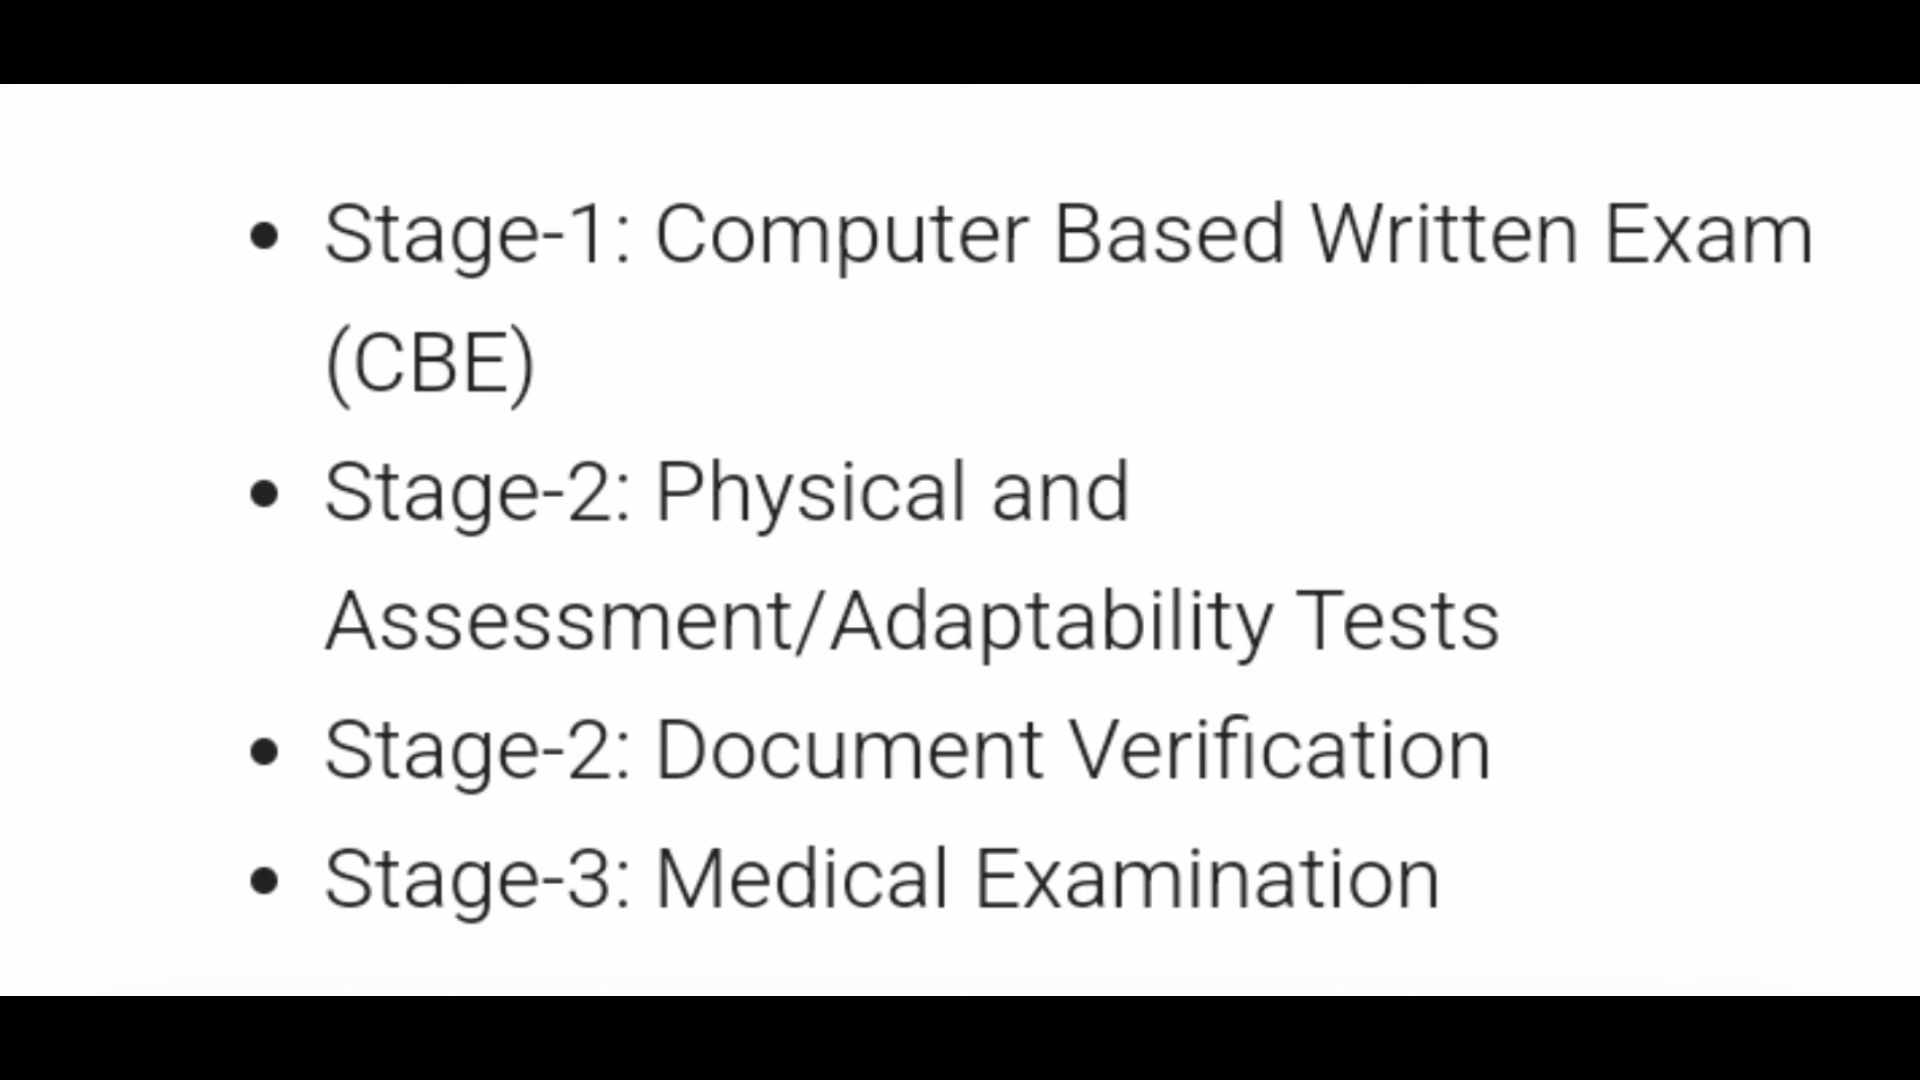 • Stage-1: Computer Based Written Exam
(CBE)
• Stage-2: Physical and
Assessment/Adaptability Tests
• Stage-2: Document Verification
• Stage-3: Medical Examination